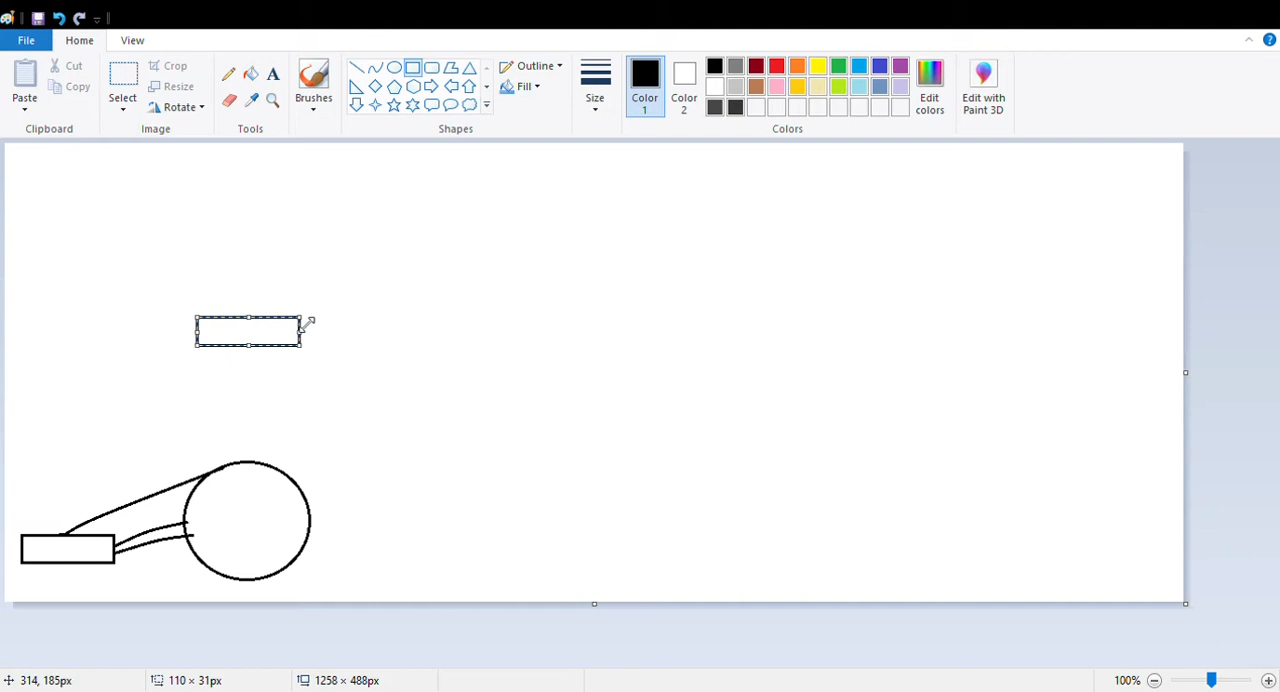 File Home View
Paste Cut Copy Clipboard
Select Crop Resize Rotate Image
Tools
Brushes
Outline Fill Shapes
Size
Color 1 Color 2 Edit colors Colors
Edit with Paint 3D
314, 185px 110 × 31px 1258 × 488px 100%